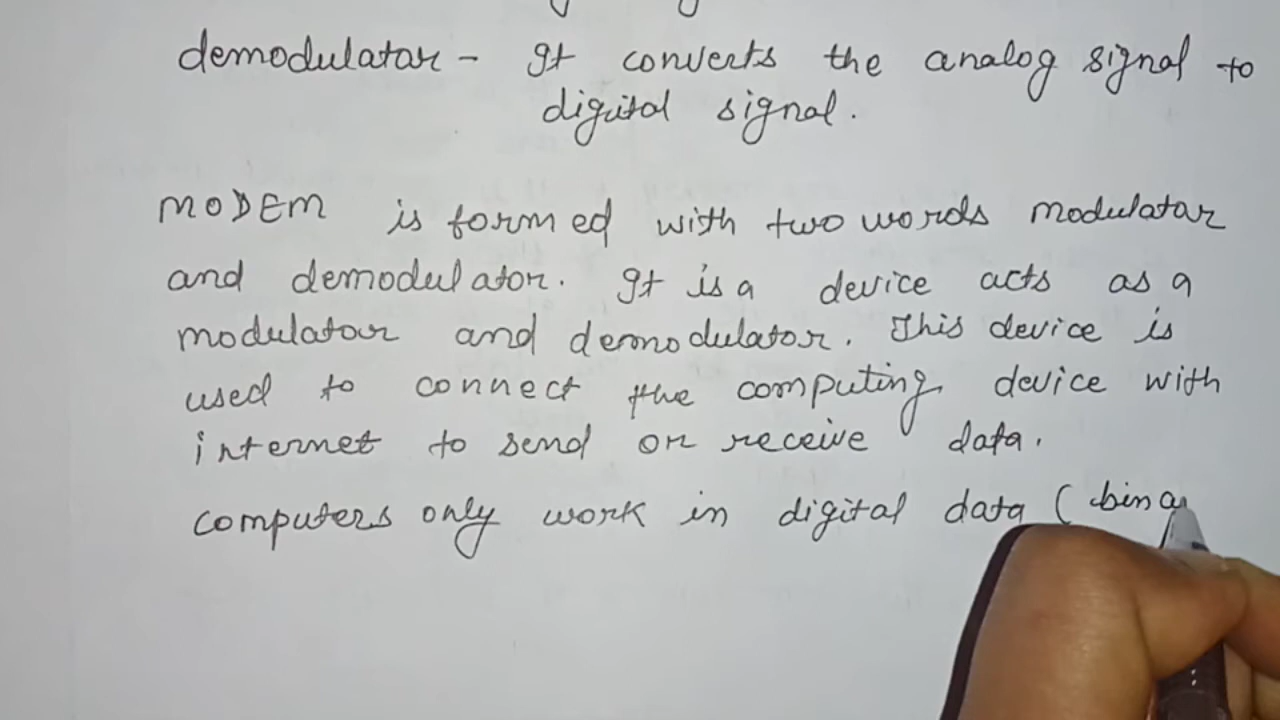 demodulatar - It converts the analog signal to
digital signal.
MODEM is formed with two words modulatar
and demodulator. It is a device acts as a
modulatour and demodulator. This device is
used to connect the computing device with
internet to send or receive data.
computers only work in digital data ( bina